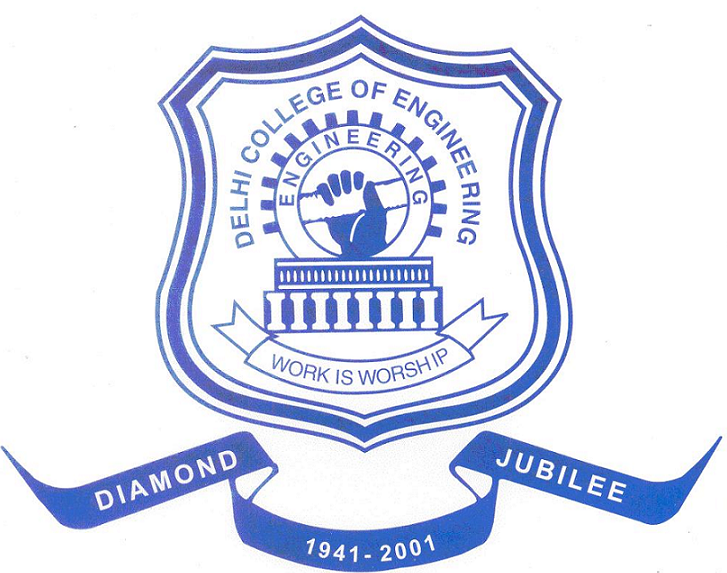 DELHI COLLEGE OF ENGINEERING
ENGINEERING
WORK IS WORSHIP
DIAMOND JUBILEE
1941-2001